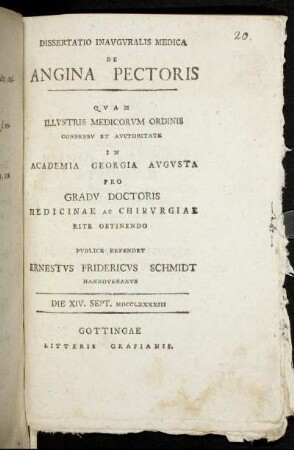 20.
DISSERTATIO INAVGVRALIS MEDICA
DE
ANGINA PECTORIS
QVAM
ILLVSTRIS MEDICORVM ORDINIS
CONSENSV ET AVCTORITATE
IN
ACADEMIA GEORGIA AVGVSTA
PRO
GRADV DOCTORIS
MEDICINAE AC CHIRVRGIAE
RITE OBTINENDO
PVBLICE DEFENDET
ERNESTVS FRIDERICVS SCHMIDT
HANNOVERANVS
DIE XIV. SEPT. MDCCLXXXXIII
GOTTINGAE
LITTERIS GRAPIANIS.